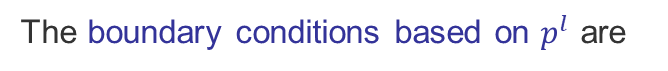 The boundary conditions based on $p^l$ are